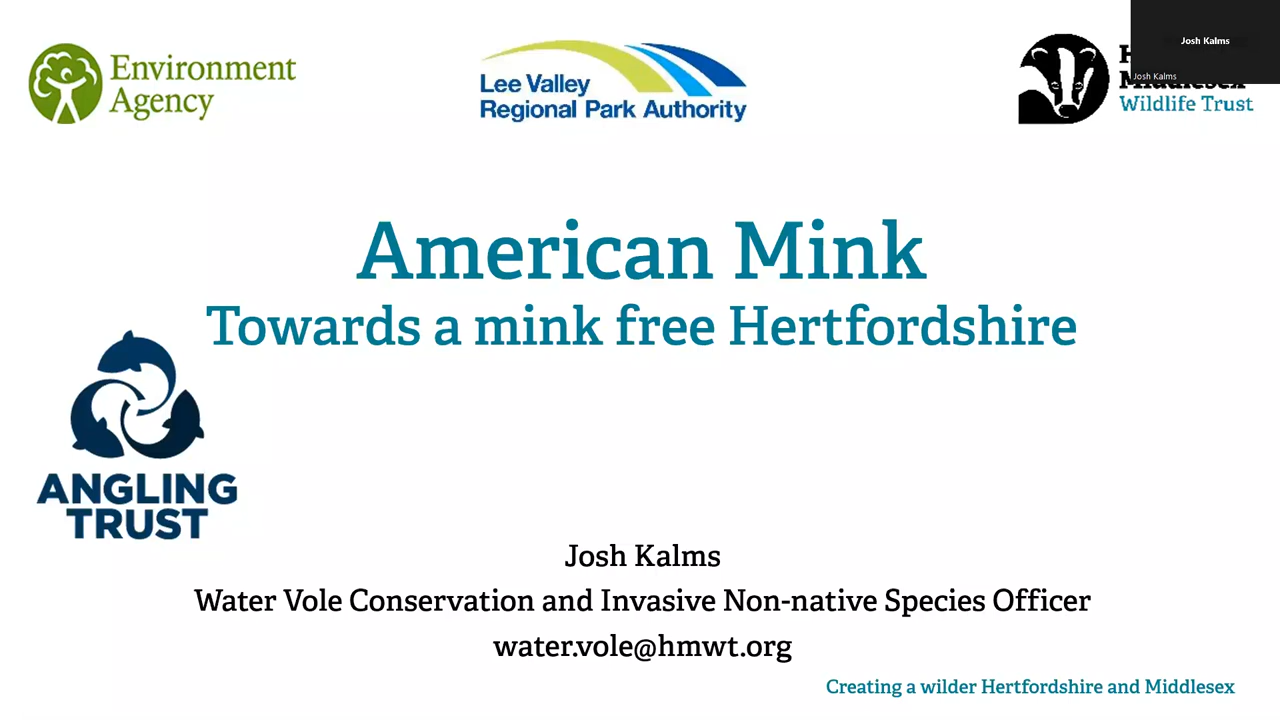 Environment
Agency
Lee Valley
Regional Park Authority
Josh Kalms
Josh Kalms
Middlesex
Wildlife Trust
American Mink
Towards a mink free Hertfordshire
ANGLING
TRUST
Josh Kalms
Water Vole Conservation and Invasive Non-native Species Officer
water.vole@hmwt.org
Creating a wilder Hertfordshire and Middlesex